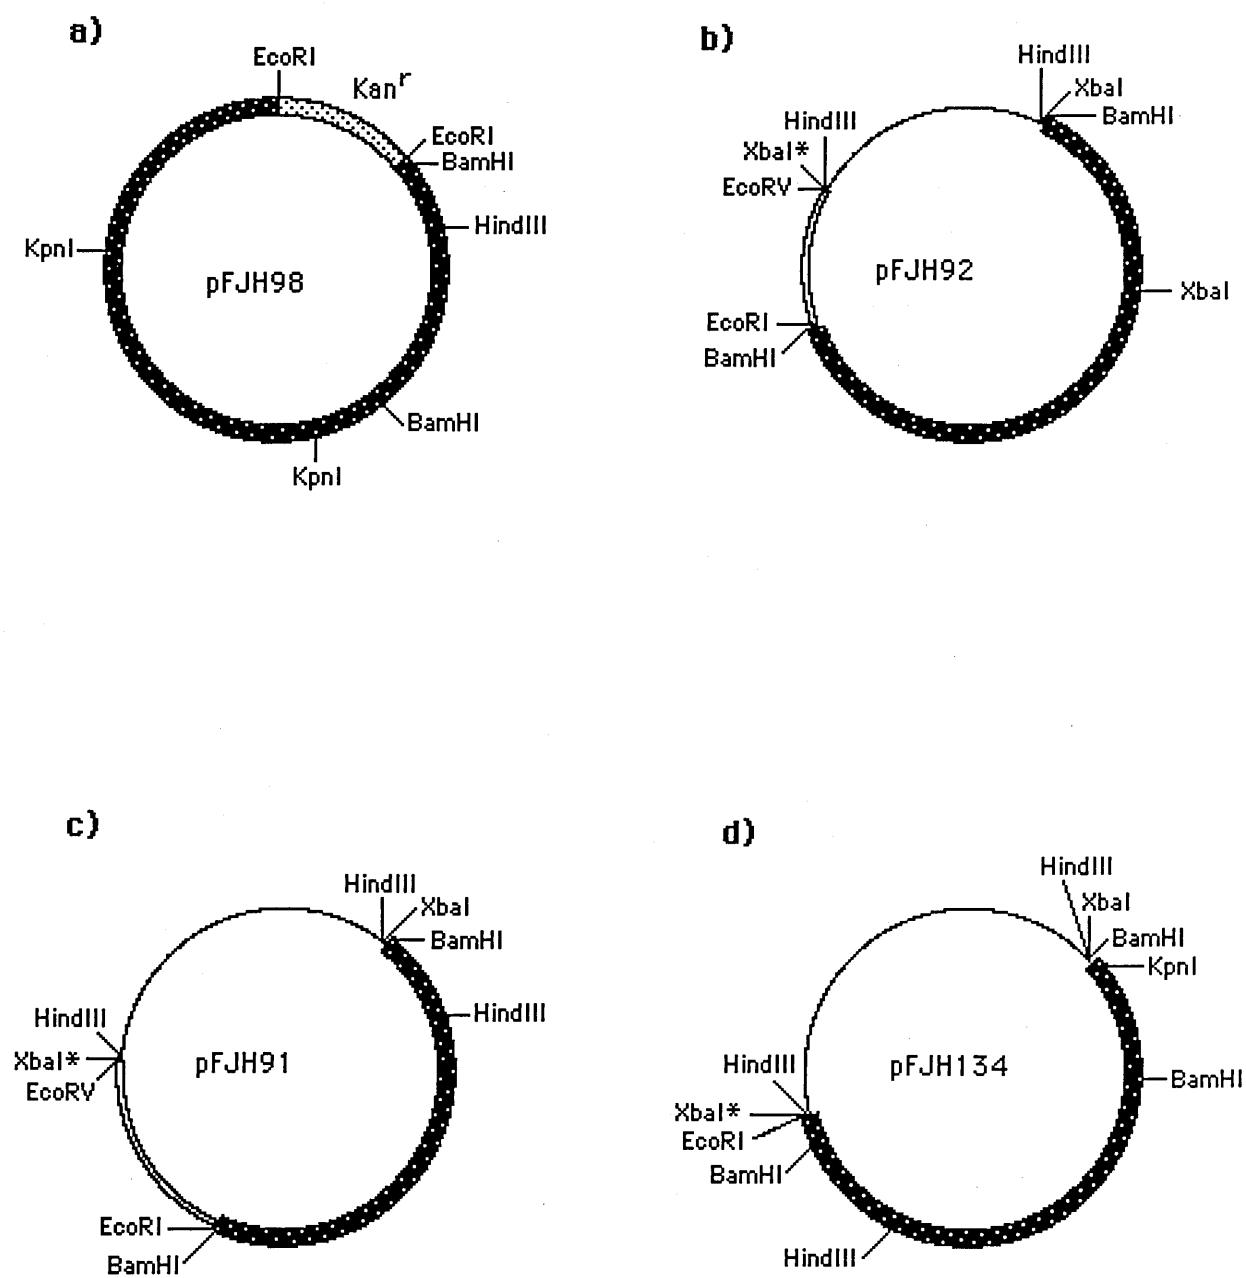 a)
EcoRI
Kanʳ
EcoRI
BamHI
HindIII
KpnI
pFJH98
BamHI
KpnI
b)
HindIII
XbaI
BamHI
HindIII
XbaI*
EcoRV
pFJH92
XbaI
EcoRI
BamHI
c)
HindIII
XbaI
BamHI
HindIII
HindIII
XbaI*
EcoRV
pFJH91
EcoRI
BamHI
d)
HindIII
XbaI
BamHI
KpnI
HindIII
pFJH134
BamHI
XbaI*
EcoRI
BamHI
HindIII